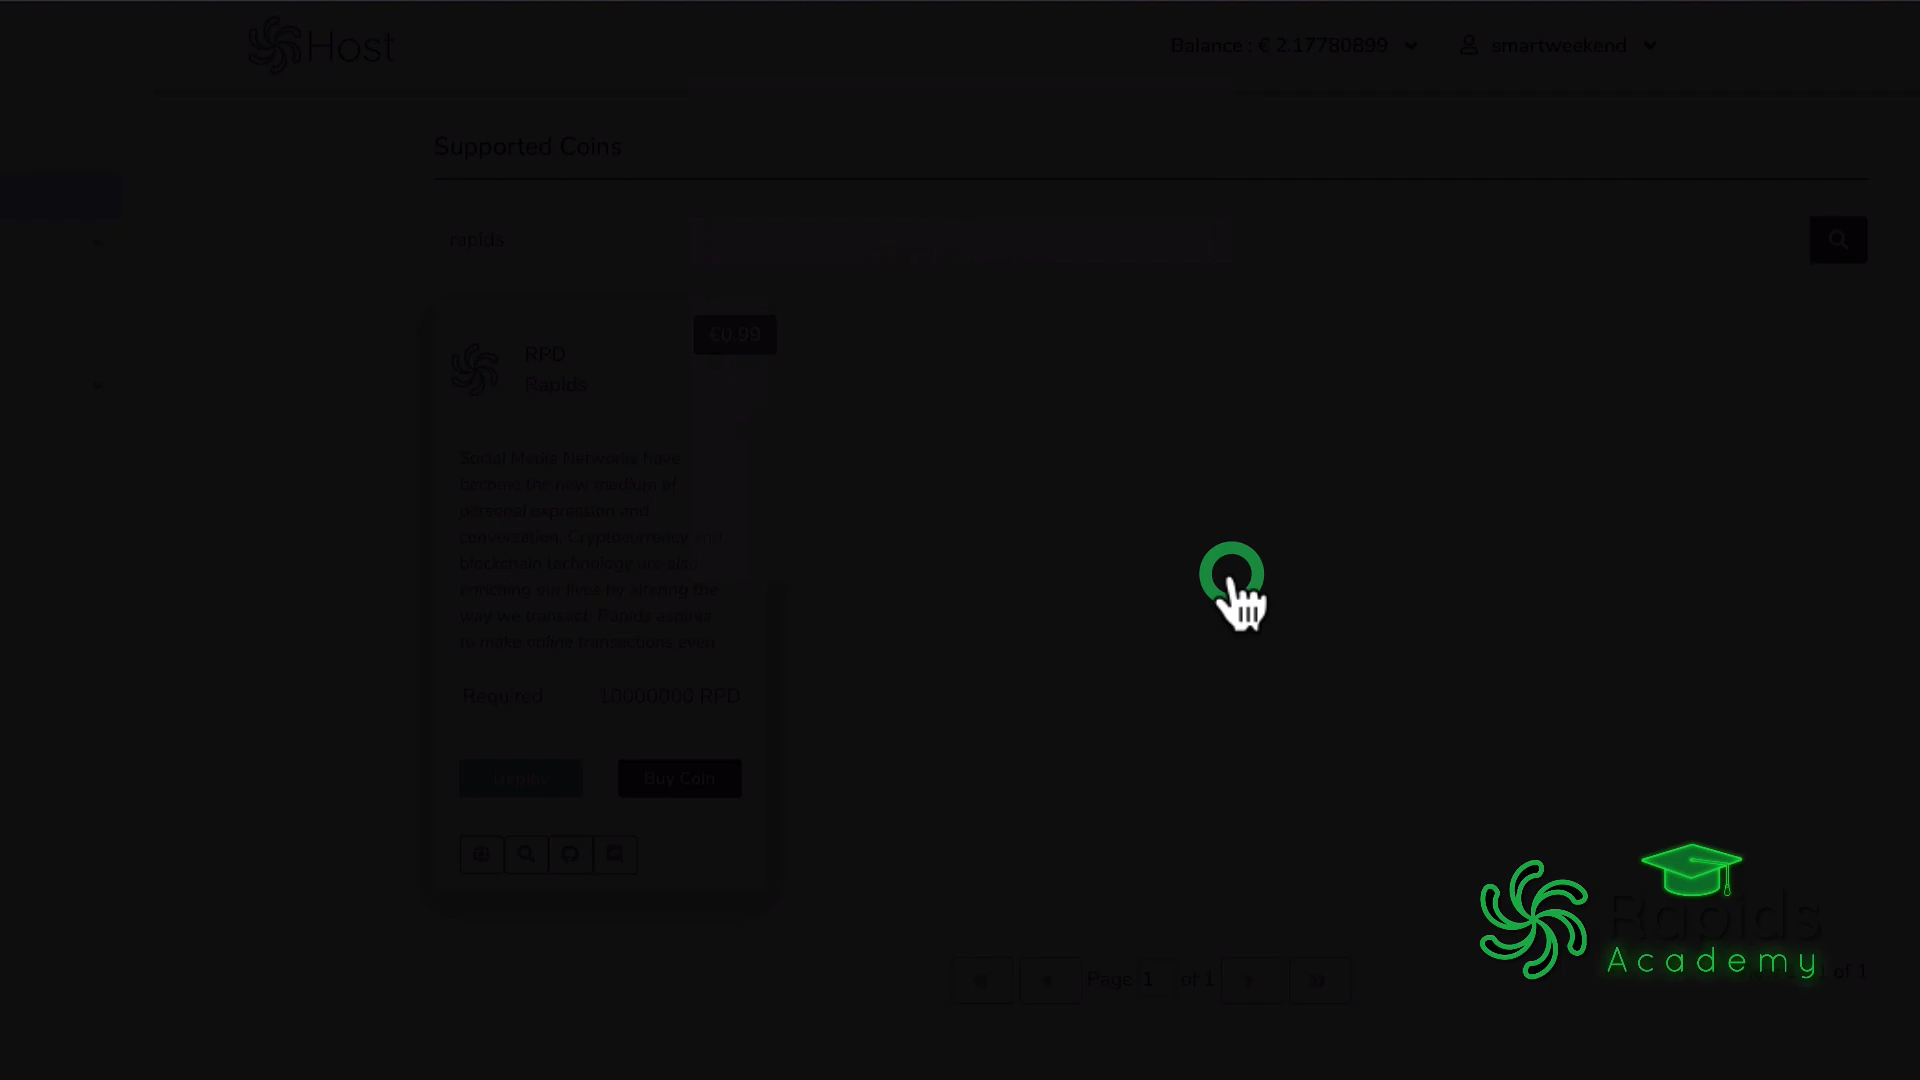 Host
Balance : € 2.17780899
smartweekend
Supported Coins
rapids
RPD
Rapids
€0.99
Social Media Networks have
become the new medium of
personal expression and
conversation. Cryptocurrency and
blockchain technology are also
enriching our lives by altering the
way we transact. Rapids aspires
to make online transactions even
Required 10000000 RPD
Deploy
Buy Coin
Page 1 of 1
Rapids
Academy
of 1